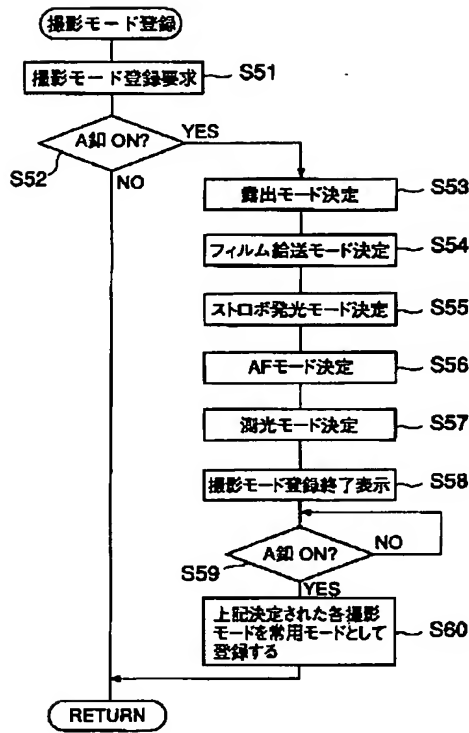 撮影モード登録
撮影モード登録要求
S51
A釦 ON?
YES
S52
NO
露出モード決定
S53
フィルム給送モード決定
S54
ストロボ発光モード決定
S55
AFモード決定
S56
測光モード決定
S57
撮影モード登録終了表示
S58
A釦 ON?
NO
S59
YES
上記決定された各撮影
モードを常用モードとして
登録する
S60
RETURN